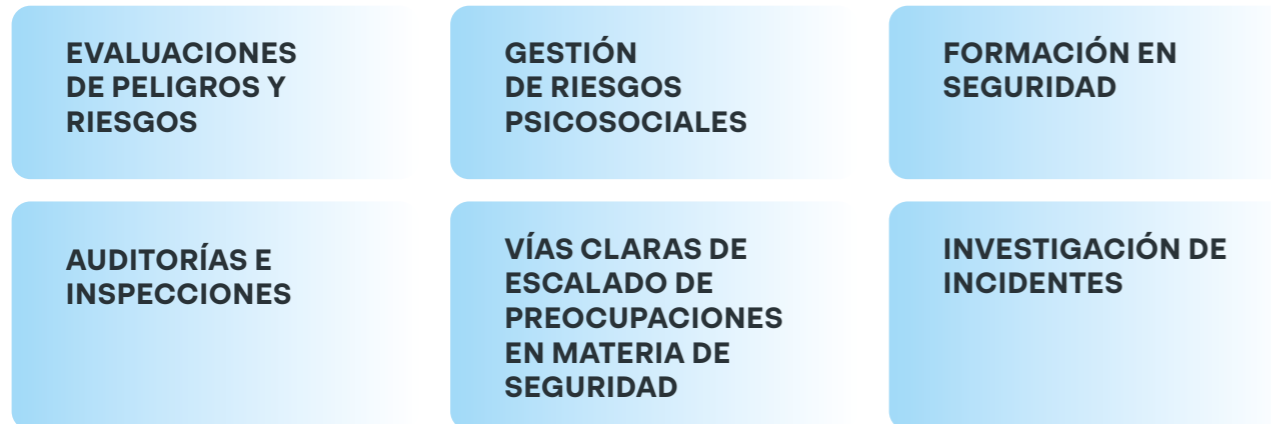 EVALUACIONES
DE PELIGROS Y
RIESGOS
GESTIÓN
DE RIESGOS
PSICOSOCIALES
FORMACIÓN EN
SEGURIDAD
AUDITORÍAS E
INSPECCIONES
VÍAS CLARAS DE
ESCALADO DE
PREOCUPACIONES
EN MATERIA DE
SEGURIDAD
INVESTIGACIÓN DE
INCIDENTES